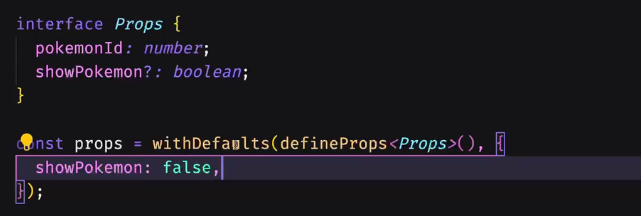 interface Props {
  pokemonId: number;
  showPokemon?: boolean;
}

const props = withDefaults(defineProps<Props>(), {
  showPokemon: false,
});